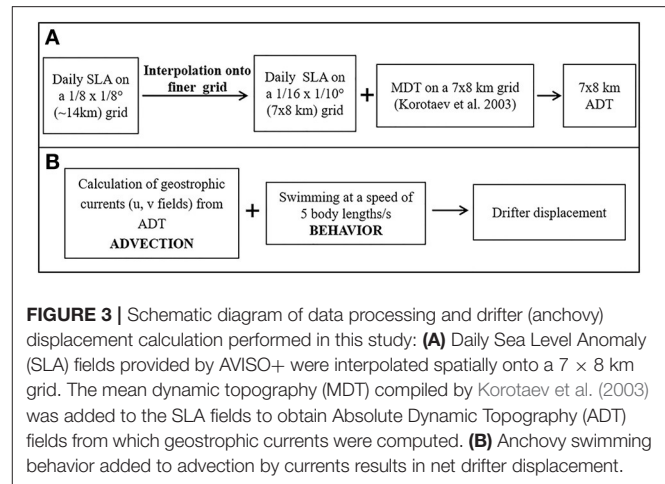 A
Daily SLA on
a 1/8 x 1/8°
(~14km) grid
Interpolation onto
finer grid
Daily SLA on
a 1/16 x 1/10°
(7x8 km) grid
+
MDT on a 7x8 km grid
(Korotaev et al. 2003)
7x8 km
ADT
B
Calculation of geostrophic
currents (u, v fields) from
ADT
ADVECTION
+
Swimming at a speed of
5 body lengths/s
BEHAVIOR
Drifter displacement
FIGURE 3 | Schematic diagram of data processing and drifter (anchovy)
displacement calculation performed in this study: (A) Daily Sea Level Anomaly
(SLA) fields provided by AVISO+ were interpolated spatially onto a 7 × 8 km
grid. The mean dynamic topography (MDT) compiled by Korotaev et al. (2003)
was added to the SLA fields to obtain Absolute Dynamic Topography (ADT)
fields from which geostrophic currents were computed. (B) Anchovy swimming
behavior added to advection by currents results in net drifter displacement.